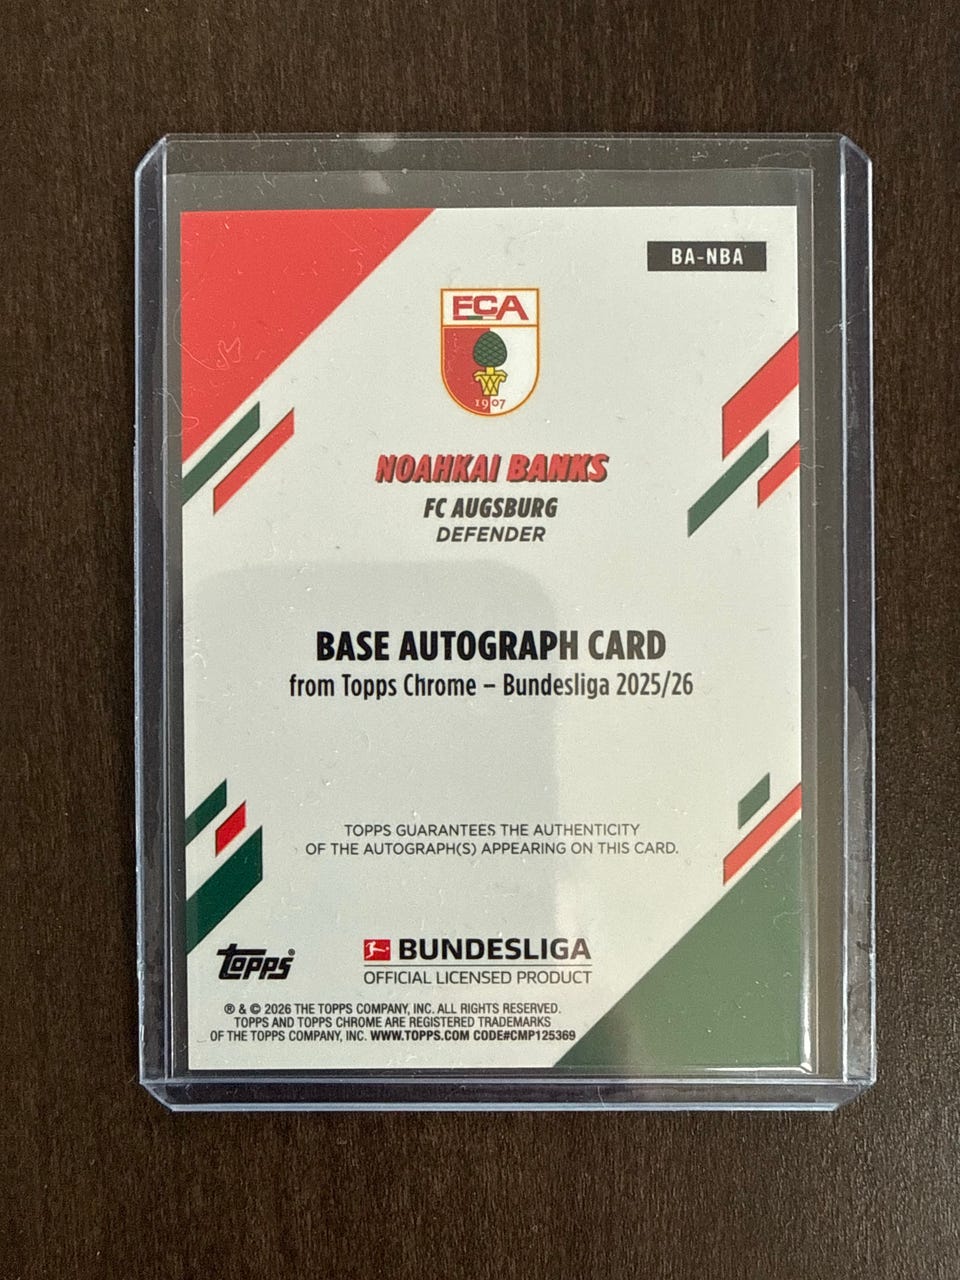 BA-NBA
FCA
1907
NOAHKAI BANKS
FC AUGSBURG
DEFENDER
BASE AUTOGRAPH CARD
from Topps Chrome – Bundesliga 2025/26
TOPPS GUARANTEES THE AUTHENTICITY
OF THE AUTOGRAPH(S) APPEARING ON THIS CARD.
topps®
BUNDESLIGA
OFFICIAL LICENSED PRODUCT
® & © 2026 THE TOPPS COMPANY, INC. ALL RIGHTS RESERVED.
TOPPS AND TOPPS CHROME ARE REGISTERED TRADEMARKS
OF THE TOPPS COMPANY, INC. WWW.TOPPS.COM CODE#CMP125369